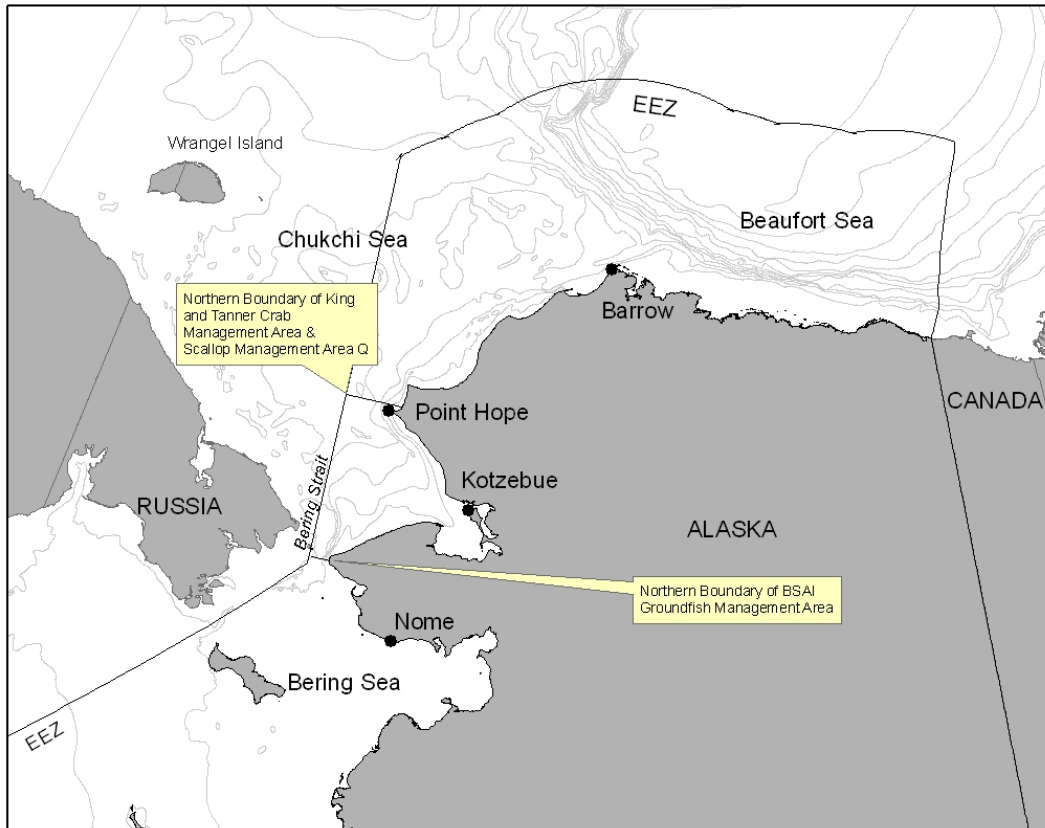 EEZ
Wrangel Island
Beaufort Sea
Chukchi Sea
Northern Boundary of King
and Tanner Crab
Management Area &
Scallop Management Area Q
Barrow
CANADA
Point Hope
Bering Strait
Kotzebue
RUSSIA
ALASKA
Northern Boundary of BSAI
Groundfish Management Area
Nome
Bering Sea
EEZ